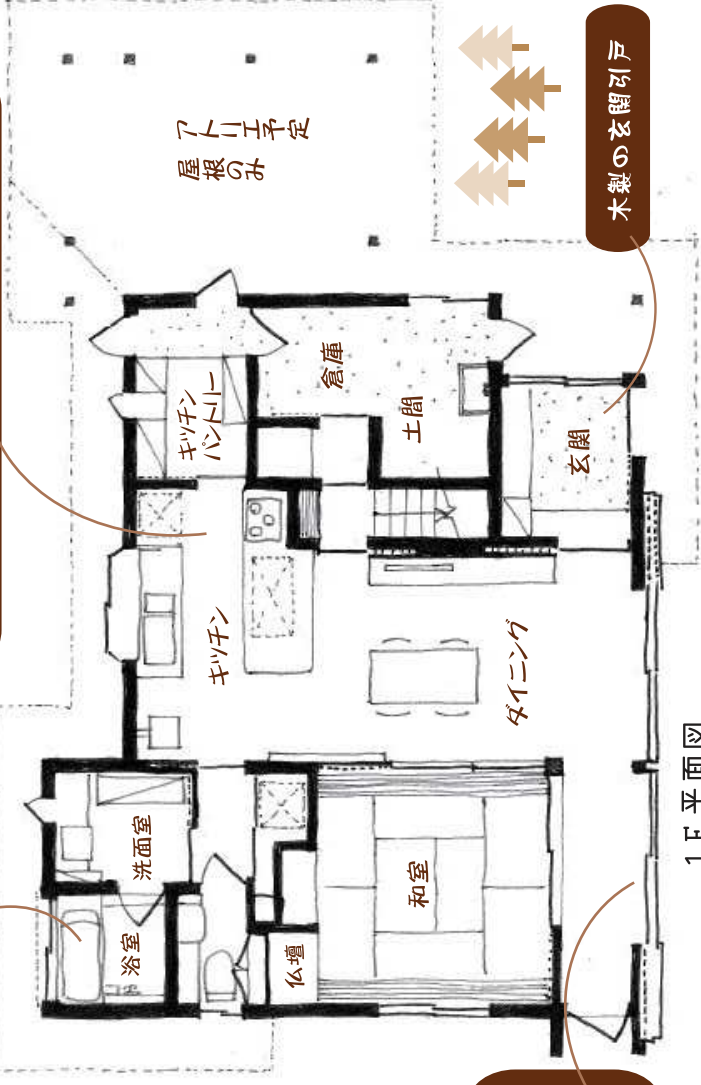 アトリエ予定
屋根のみ
木製の玄関引戸
キッチン
パントリー
倉庫
土間
玄関
キッチン
ダイニング
洗面室
浴室
和室
仏壇
1F平面図